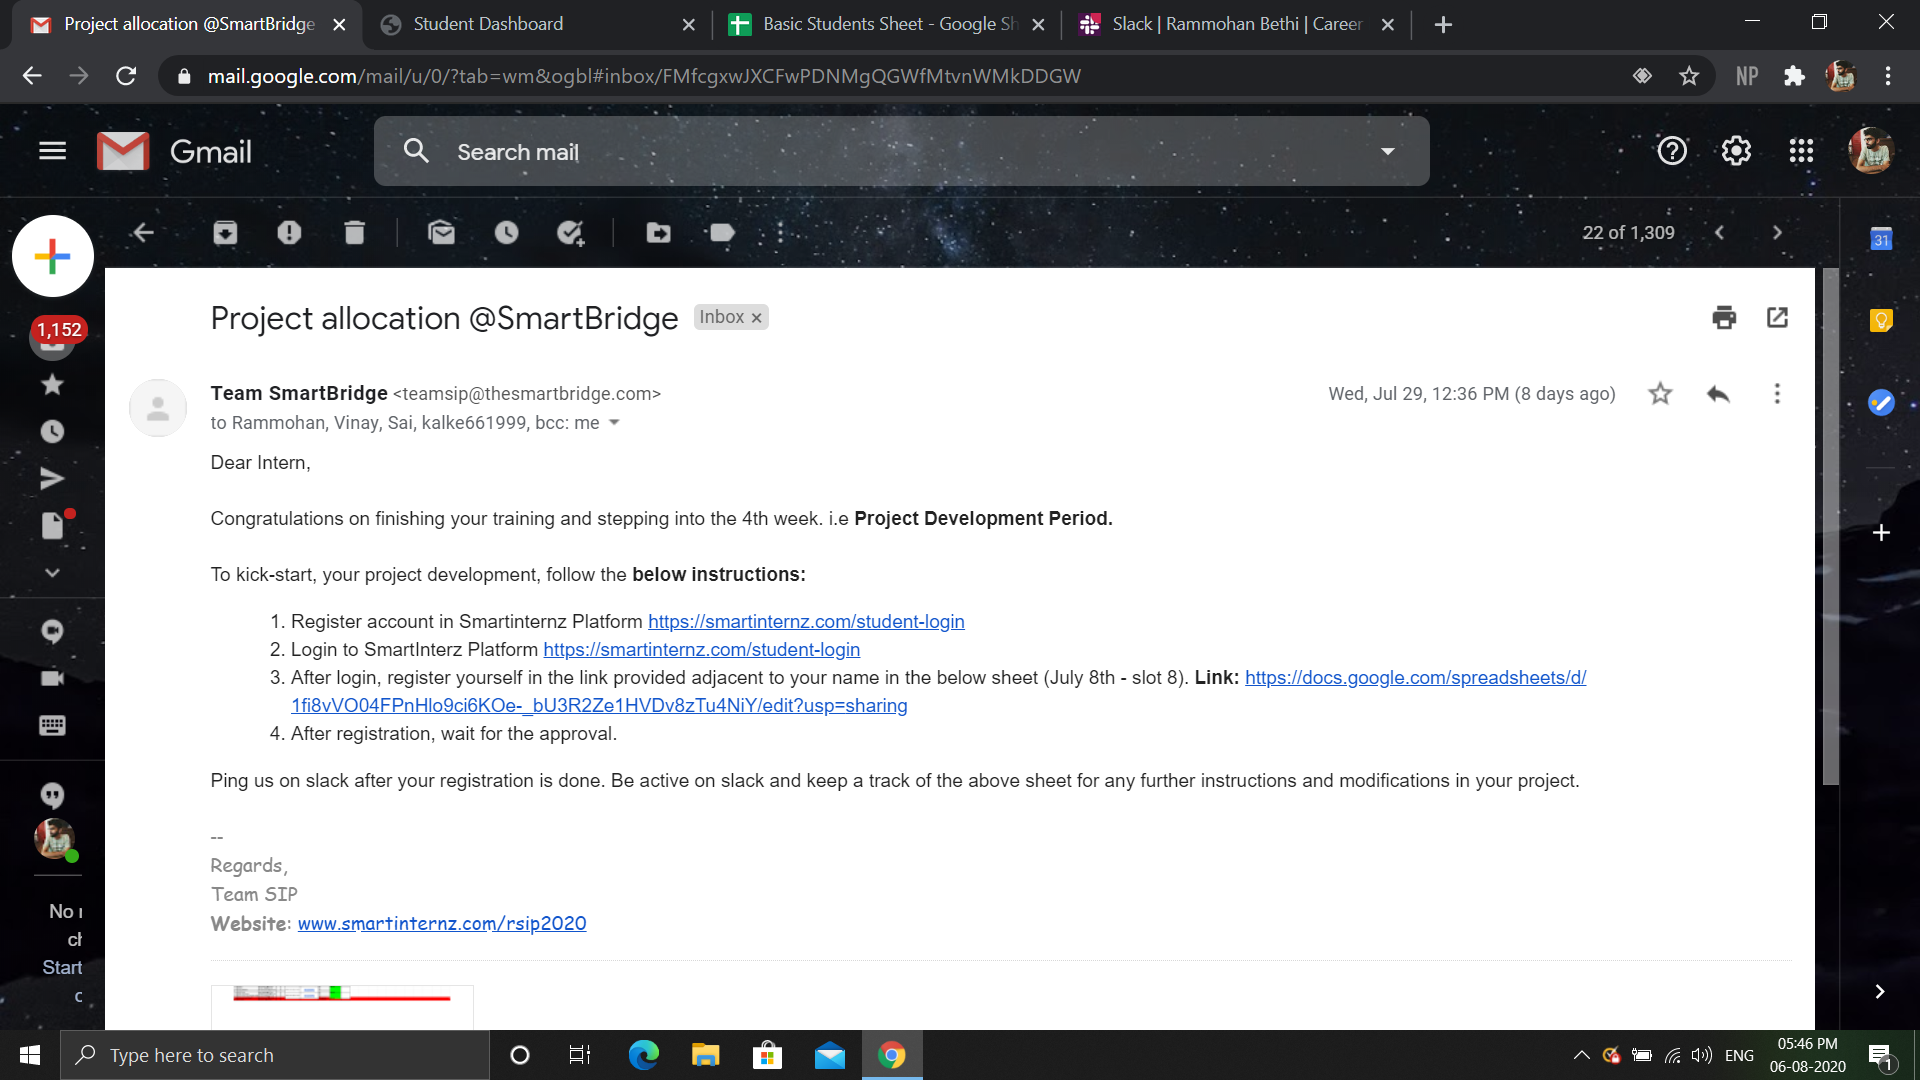 Project allocation @SmartBridge
Student Dashboard
Basic Students Sheet - Google Sh
Slack | Rammohan Bethi | Career
mail.google.com/mail/u/0/?tab=wm&ogbl#inbox/FMfcgxwJXCFwPDNMgQGWfMtvnWMkDDGW
NP
Gmail
Search mail
22 of 1,309
31
1,152
Project allocation @SmartBridge Inbox ×
Team SmartBridge <teamsip@thesmartbridge.com>
Wed, Jul 29, 12:36 PM (8 days ago)
to Rammohan, Vinay, Sai, kalke661999, bcc: me
Dear Intern,
Congratulations on finishing your training and stepping into the 4th week. i.e Project Development Period.
To kick-start, your project development, follow the below instructions:
1. Register account in Smartinternz Platform https://smartinternz.com/student-login
2. Login to SmartInterz Platform https://smartinternz.com/student-login
3. After login, register yourself in the link provided adjacent to your name in the below sheet (July 8th - slot 8). Link: https://docs.google.com/spreadsheets/d/
1fi8vVO04FPnHlo9ci6KOe-_bU3R2Ze1HVDv8zTu4NiY/edit?usp=sharing
4. After registration, wait for the approval.
Ping us on slack after your registration is done. Be active on slack and keep a track of the above sheet for any further instructions and modifications in your project.
--
Regards,
Team SIP
Website: www.smartinternz.com/rsip2020
No
Start
Type here to search
ENG
05:46 PM
06-08-2020
1